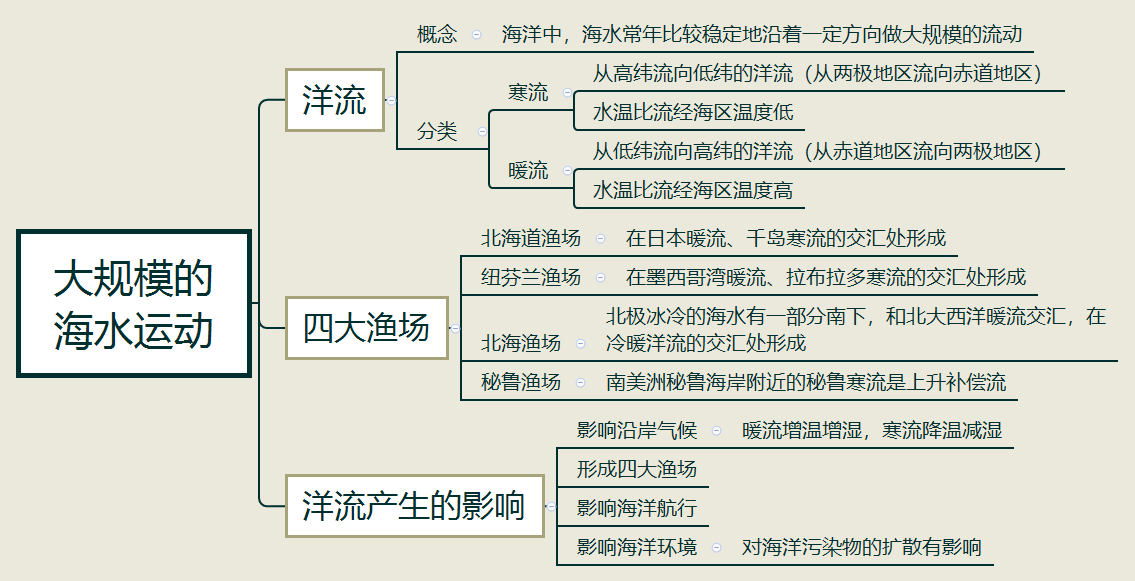 大规模的
海水运动
洋流
概念
海洋中，海水常年比较稳定地沿着一定方向做大规模的流动
分类
寒流
从高纬流向低纬的洋流（从两极地区流向赤道地区）
水温比流经海区温度低
暖流
从低纬流向高纬的洋流（从赤道地区流向两极地区）
水温比流经海区温度高
四大渔场
北海道渔场
在日本暖流、千岛寒流的交汇处形成
纽芬兰渔场
在墨西哥湾暖流、拉布拉多寒流的交汇处形成
北海渔场
北极冰冷的海水有一部分南下，和北大西洋暖流交汇，在
冷暖洋流的交汇处形成
秘鲁渔场
南美洲秘鲁海岸附近的秘鲁寒流是上升补偿流
洋流产生的影响
影响沿岸气候
暖流增温增湿，寒流降温减湿
形成四大渔场
影响海洋航行
影响海洋环境
对海洋污染物的扩散有影响